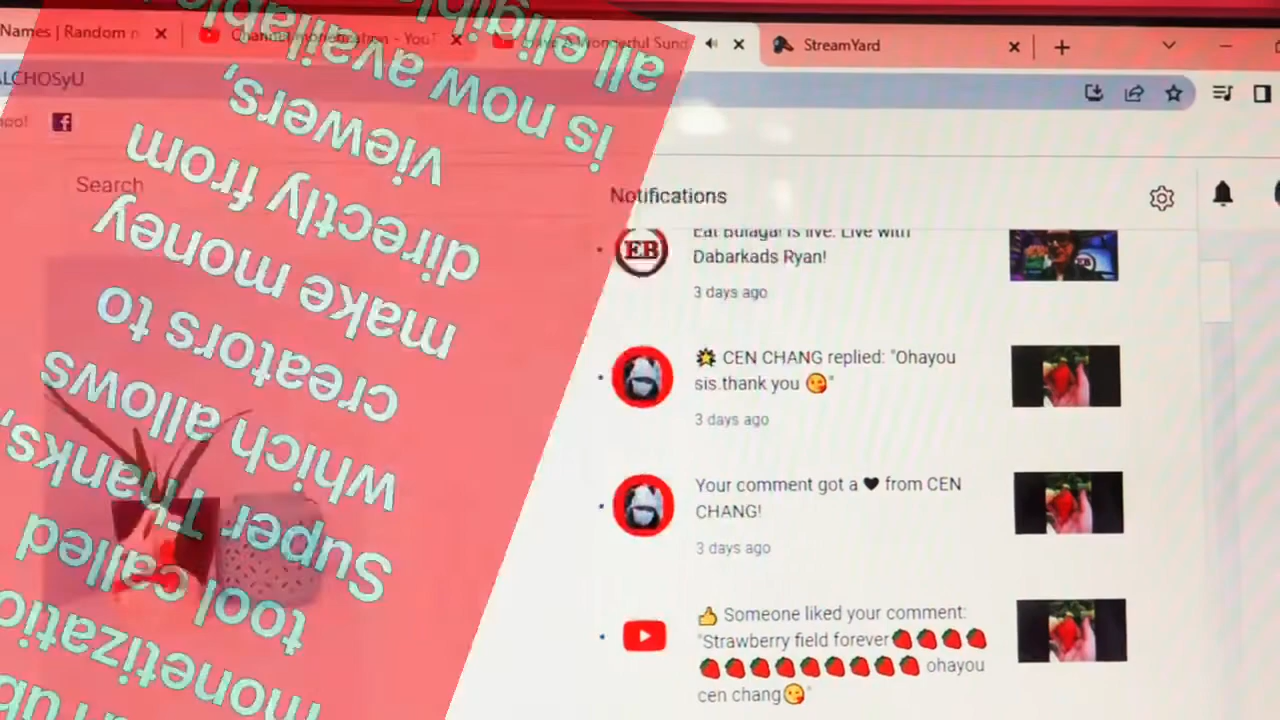 Names | Random n
Channel monetization - YouT
Wonderful Sund
StreamYard
ALCHOSyU
Search
monetizatio
tool called
Super Thanks,
which allows
creators to
make money
directly from
viewers,
is now available
all eligible
Notifications
EB
Eat Bulaga! is live: Live with
Dabarkads Ryan!
3 days ago
CEN CHANG replied: "Ohayou
sis.thank you 😘"
3 days ago
Your comment got a ♥ from CEN
CHANG!
3 days ago
👍 Someone liked your comment:
"Strawberry field forever🍓🍓🍓🍓
🍓🍓🍓🍓🍓🍓🍓🍓🍓 ohayou
cen chang😘"